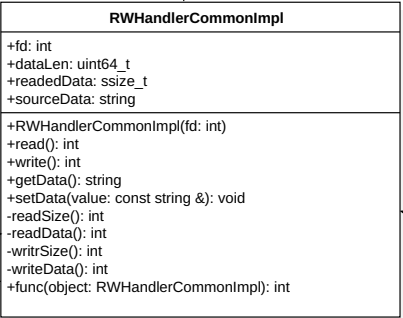 RWHandlerCommonImpl
+fd: int
+dataLen: uint64_t
+readedData: ssize_t
+sourceData: string
+RWHandlerCommonImpl(fd: int)
+read(): int
+write(): int
+getData(): string
+setData(value: const string &): void
-readSize(): int
-readData(): int
-writrSize(): int
-writeData(): int
+func(object: RWHandlerCommonImpl): int